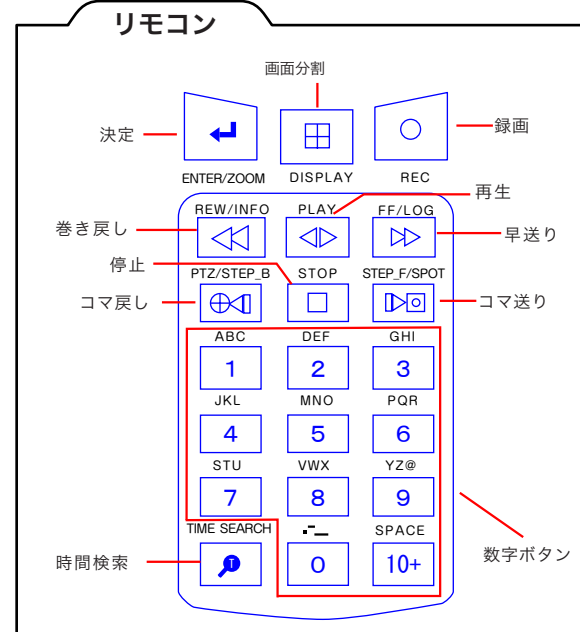 リモコン
画面分割
決定
録画
ENTER/ZOOM DISPLAY REC
再生
REW/INFO PLAY FF/LOG
巻き戻し
早送り
停止
PTZ/STEP_B STOP STEP_F/SPOT
コマ戻し
コマ送り
ABC DEF GHI
1 2 3
JKL MNO PQR
4 5 6
STU VWX YZ@
7 8 9
TIME SEARCH SPACE
数字ボタン
時間検索
T 0 10+